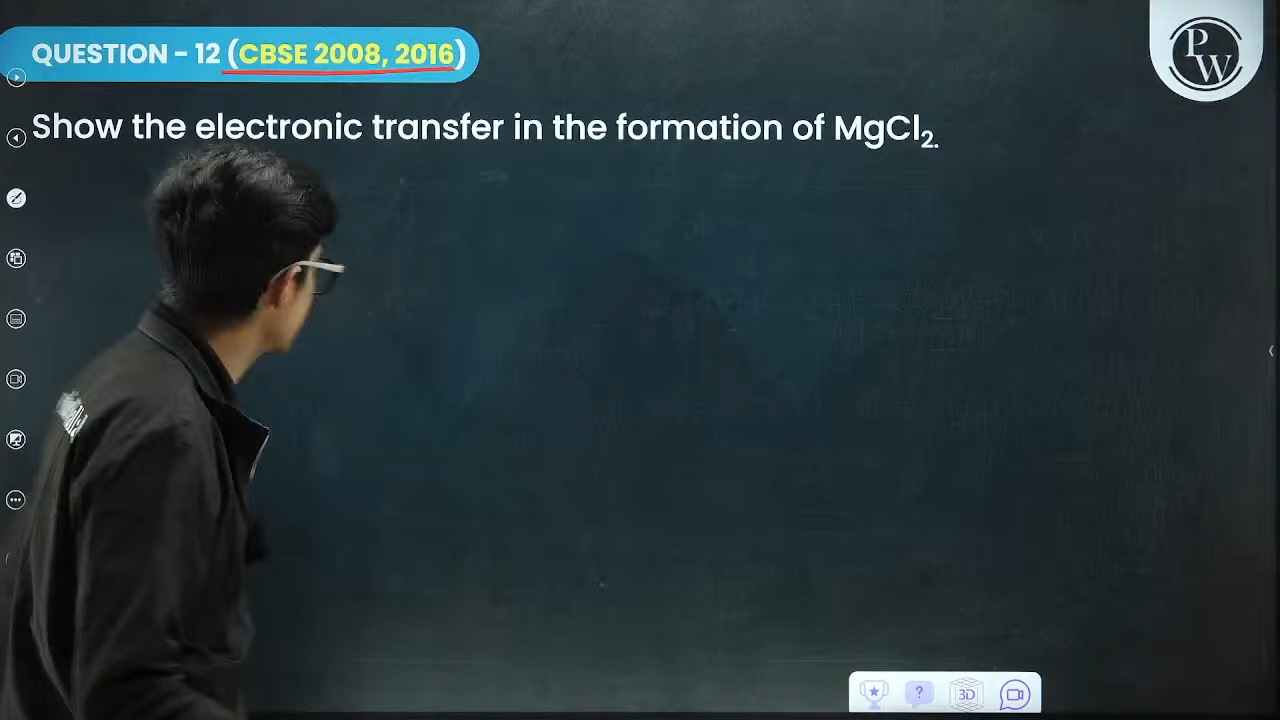 QUESTION - 12 (CBSE 2008, 2016)
PW
Show the electronic transfer in the formation of MgCl₂.
?
3D